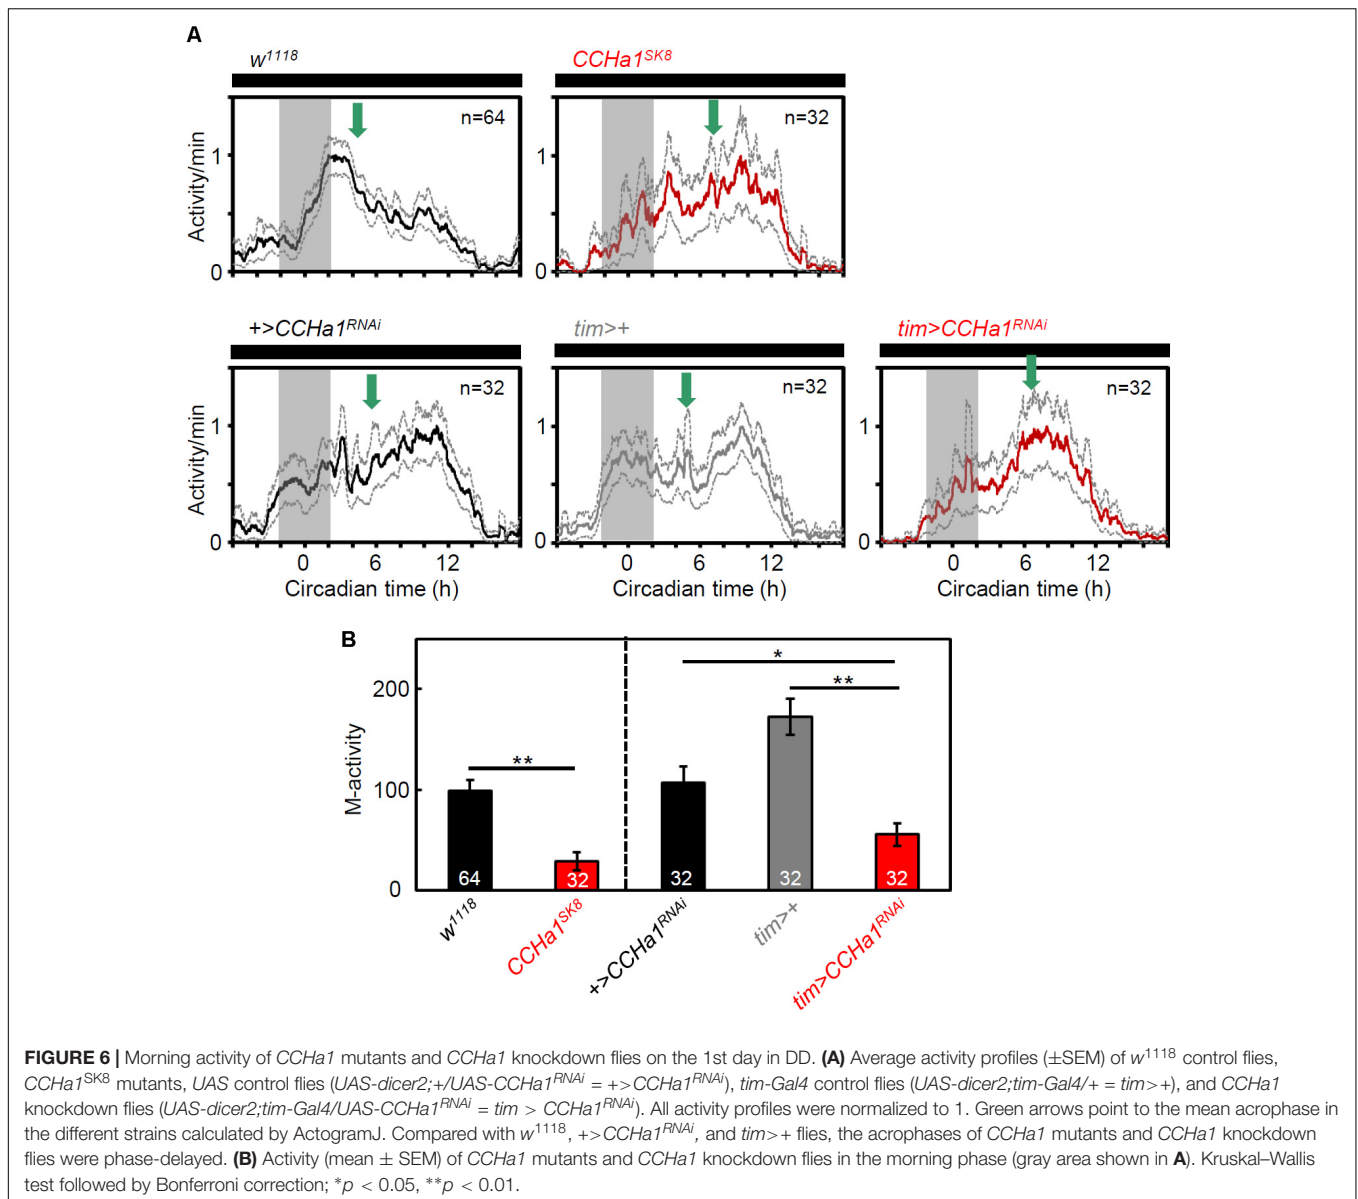 A
w1118
CCHa1SK8
n=64
n=32
Activity/min
1
0
1
0
+>CCHa1RNAi
tim>+
tim>CCHa1RNAi
n=32
n=32
n=32
Activity/min
1
0
1
0
1
0
0 6 12
0 6 12
0 6 12
Circadian time (h)
Circadian time (h)
Circadian time (h)
B
*
**
**
M-activity
200
100
0
64
32
32
32
32
w1118
CCHa1SK8
+>CCHa1RNAi
tim>+
tim>CCHa1RNAi
FIGURE 6 | Morning activity of CCHa1 mutants and CCHa1 knockdown flies on the 1st day in DD. (A) Average activity profiles (±SEM) of w1118 control flies,
CCHa1SK8 mutants, UAS control flies (UAS-dicer2;+/UAS-CCHa1RNAi = +>CCHa1RNAi), tim-Gal4 control flies (UAS-dicer2;tim-Gal4/+ = tim>+), and CCHa1
knockdown flies (UAS-dicer2;tim-Gal4/UAS-CCHa1RNAi = tim > CCHa1RNAi). All activity profiles were normalized to 1. Green arrows point to the mean acrophase in
the different strains calculated by ActogramJ. Compared with w1118, +>CCHa1RNAi, and tim>+ flies, the acrophases of CCHa1 mutants and CCHa1 knockdown
flies were phase-delayed. (B) Activity (mean ± SEM) of CCHa1 mutants and CCHa1 knockdown flies in the morning phase (gray area shown in A). Kruskal–Wallis
test followed by Bonferroni correction; *p < 0.05, **p < 0.01.